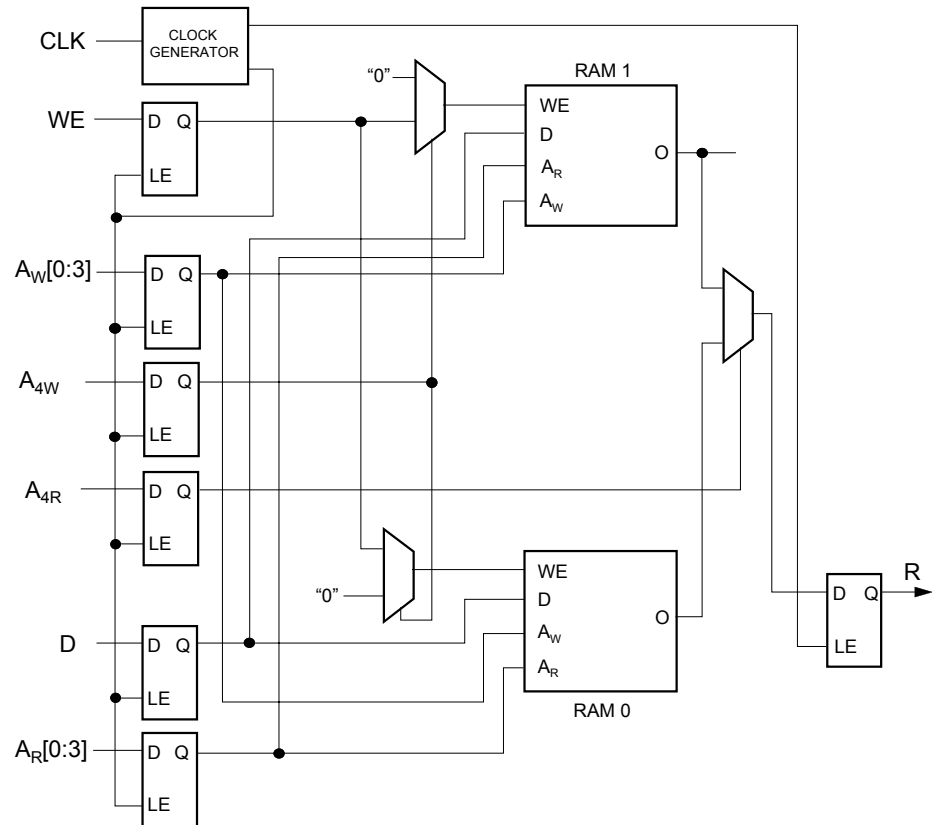 CLK
CLOCK
GENERATOR
WE
D Q
LE
"0"
RAM 1
WE
D
A_R
A_W
O
A_W[0:3]
D Q
LE
A_4W
D Q
LE
A_4R
D Q
LE
"0"
WE
D
A_W
A_R
O
RAM 0
D Q
LE
R
D
D Q
LE
A_R[0:3]
D Q
LE